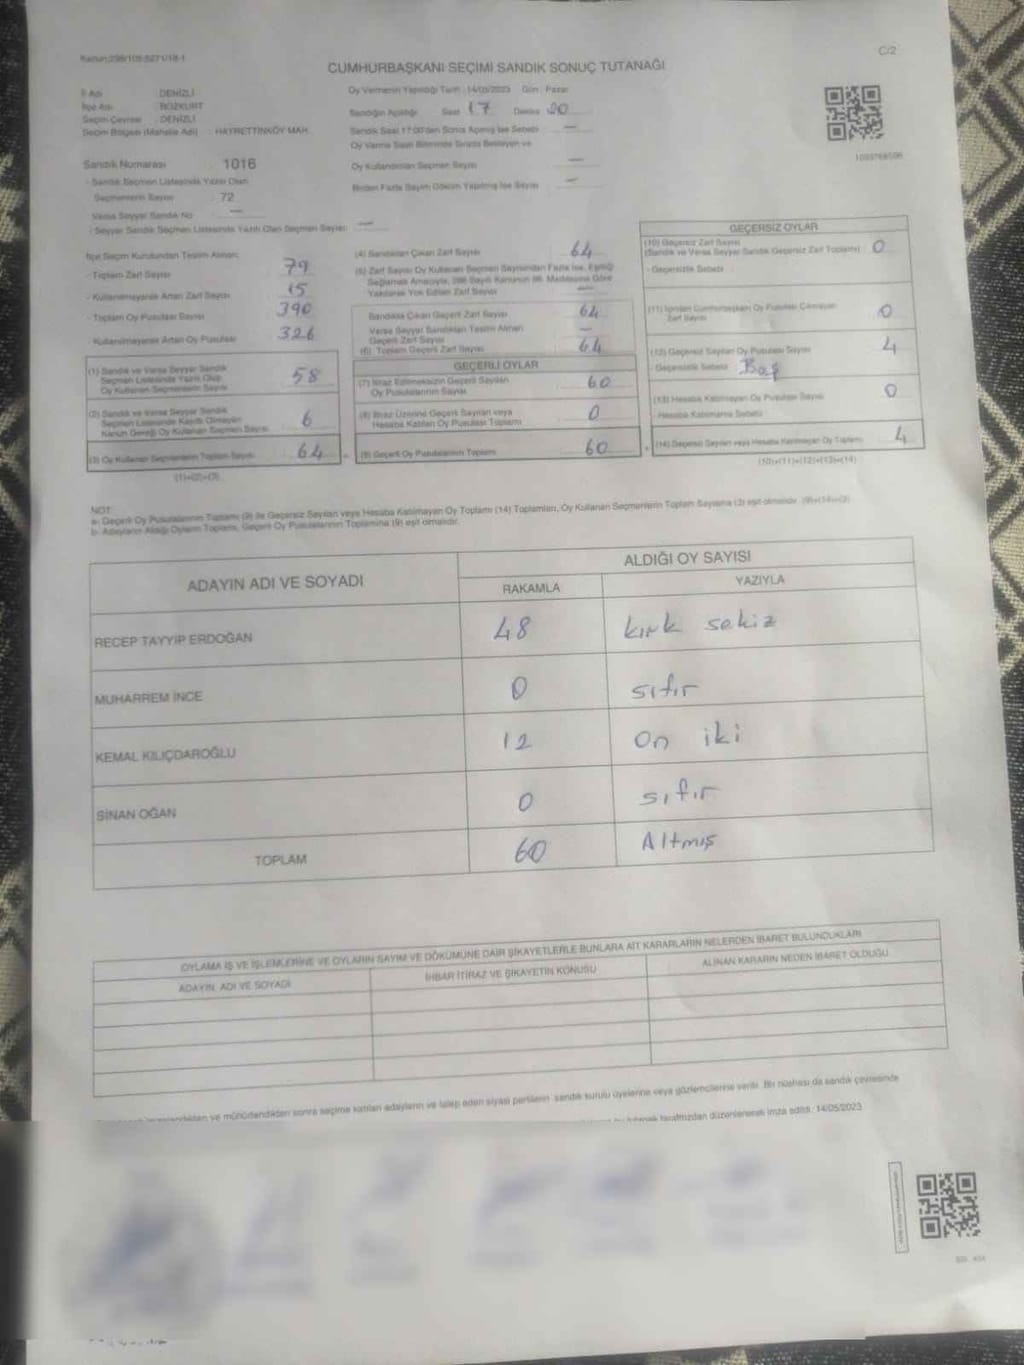 Kanun:298/105-5271/18-1
C/2
CUMHURBAŞKANI SEÇİMİ SANDIK SONUÇ TUTANAĞI
İl Adı DENİZLİ
İlçe Adı BOZKURT
Seçim Çevresi DENİZLİ
Seçim Bölgesi (Mahalle Adı) HAYRETTİNKÖY MAH.
Oy Vermenin Yapıldığı Tarih : 14/05/2023 Gün : Pazar
Sandığın Açıldığı Saat 17 Dakika 20
Sandık Saat 17:00'den Sonra Açılmış İse Sebebi —
Oy Verme Saati Bitiminde Sırada Bekleyen ve
Oy Kullandırılan Seçmen Sayısı —
Birden Fazla Sayım Döküm Yapılmış İse Sayısı —
Sandık Numarası 1016
- Sandık Seçmen Listesinde Yazılı Olan
Seçmenlerin Sayısı 72
Varsa Seyyar Sandık No —
- Seyyar Sandık Seçmen Listesinde Yazılı Olan Seçmen Sayısı —
İlçe Seçim Kurulundan Teslim Alınan;
- Toplam Zarf Sayısı 79
- Kullanılmayarak Artan Zarf Sayısı 15
- Toplam Oy Pusulası Sayısı 390
- Kullanılmayarak Artan Oy Pusulası 326
(1) Sandık ve Varsa Seyyar Sandık
Seçmen Listesinde Yazılı Olup
Oy Kullanan Seçmenlerin Sayısı 58
(2) Sandık ve Varsa Seyyar Sandık
Seçmen Listesinde Kayıtlı Olmayan
Kanun Gereği Oy Kullanan Seçmen Sayısı 6
(3) Oy Kullanan Seçmenlerin Toplam Sayısı 64
(1)+(2)=(3)
(4) Sandıktan Çıkan Zarf Sayısı 64
(5) Zarf Sayısı Oy Kullanan Seçmen Sayısından Fazla İse, Eşitliği
Sağlamak Amacıyla, 298 Sayılı Kanunun 98. Maddesine Göre
Yakılarak Yok Edilen Zarf Sayısı —
Sandıkta Çıkan Geçerli Zarf Sayısı 64
Varsa Seyyar Sandıktan Teslim Alınan
Geçerli Zarf Sayısı —
(6) Toplam Geçerli Zarf Sayısı 64
GEÇERLİ OYLAR
(7) İtiraz Edilmeksizin Geçerli Sayılan
Oy Pusulasının Sayısı 60
(8) İtiraz Üzerine Geçerli Sayılan veya
Hesaba Katılan Oy Pusulası Toplamı 0
(9) Geçerli Oy Pusulalarının Toplamı 60
GEÇERSİZ OYLAR
(10) Geçersiz Zarf Sayısı
(Sandık ve Varsa Seyyar Sandık Geçersiz Zarf Toplamı) 0
- Geçersizlik Sebebi
(11) İçinden Cumhurbaşkanı Oy Pusulası Çıkmayan
Zarf Sayısı 0
(12) Geçersiz Sayılan Oy Pusulası Sayısı 4
- Geçersizlik Sebebi Boş
(13) Hesaba Katılmayan Oy Pusulası Sayısı 0
- Hesaba Katılmama Sebebi
(14) Geçersiz Sayılan veya Hesaba Katılmayan Oy Toplamı 4
(10)+(11)+(12)+(13)=(14)
NOT:
a- Geçerli Oy Pusulalarının Toplamı (9) ile Geçersiz Sayılan veya Hesaba Katılmayan Oy Toplamı (14) Toplamları, Oy Kullanan Seçmenlerin Toplam Sayısına (3) eşit olmalıdır. (9)+(14)=(3)
b- Adayların Aldığı Oyların Toplamı, Geçerli Oy Pusulalarının Toplamına (9) eşit olmalıdır.
ADAYIN ADI VE SOYADI
ALDIĞI OY SAYISI
RAKAMLA YAZIYLA
RECEP TAYYİP ERDOĞAN 48 kırk sekiz
MUHARREM İNCE 0 sıfır
KEMAL KILIÇDAROĞLU 12 On iki
SİNAN OĞAN 0 sıfır
TOPLAM 60 Altmış
OYLAMA İŞ VE İŞLEMLERİNE VE OYLARIN SAYIM VE DÖKÜMÜNE DAİR ŞİKAYETLERLE BUNLARA AİT KARARLARIN NELERDEN İBARET BULUNDUKLARI
ADAYIN, ADI VE SOYADI
İHBAR İTİRAZ VE ŞİKAYETİN KONUSU
ALINAN KARARIN NEDEN İBARET OLDUĞU
ve mühürlendikten sonra seçime katılan adayların ve talep eden siyasi partilerin sandık kurulu üyelerine veya gözlemcilerine verilir. Bir nüshası da sandık çevresinde
tarafımızdan düzenlenerek imza edildi. 14/05/2023